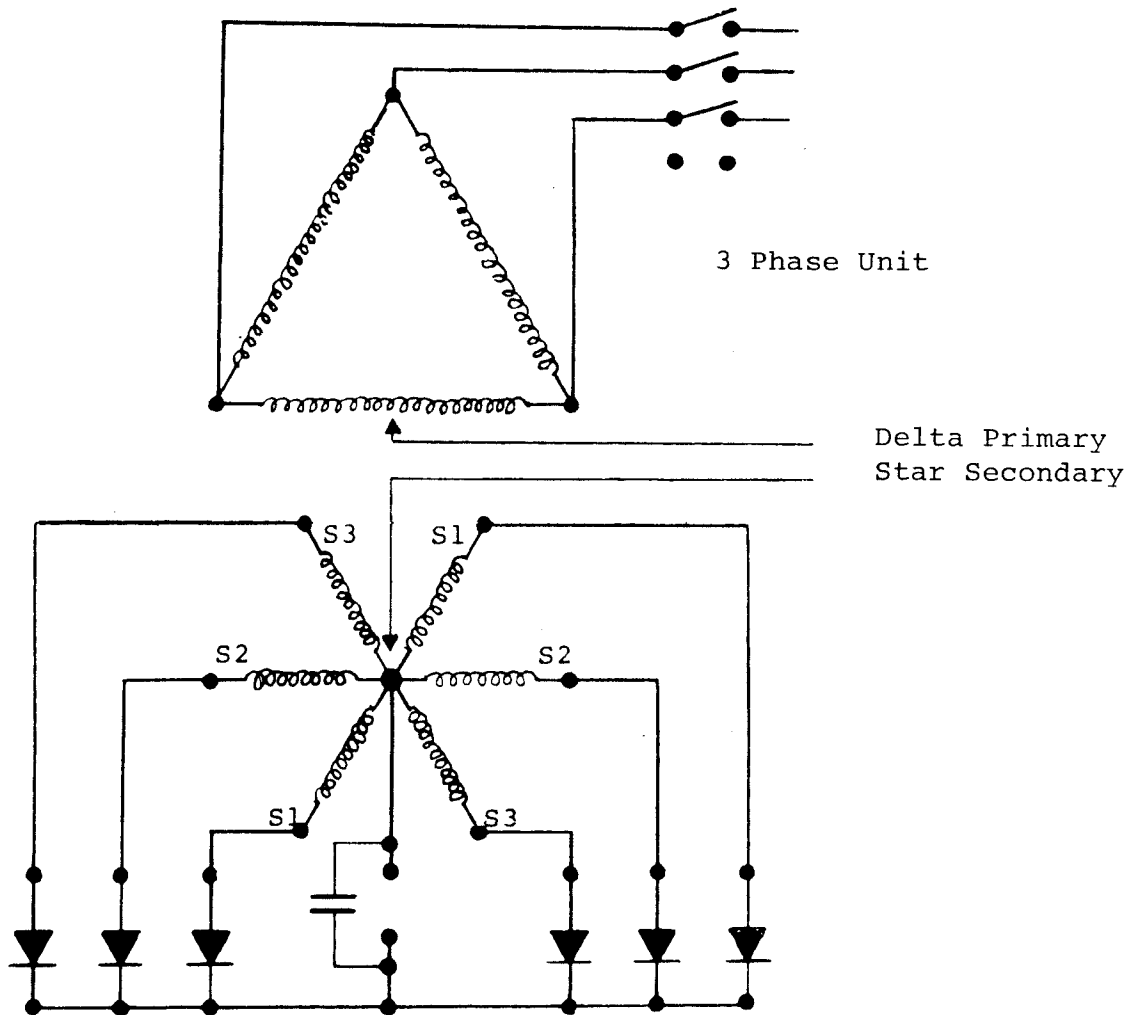 3 Phase Unit
Delta Primary
Star Secondary
S3
S1
S2
S2
S1
S3